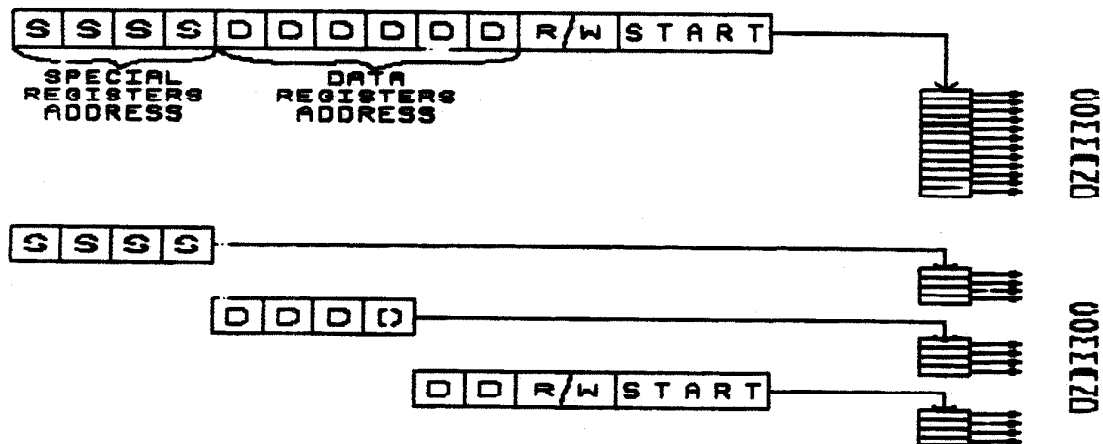 S S S S D D D D D D R/W START
SPECIAL REGISTERS ADDRESS
DATA REGISTERS ADDRESS
S S S S
D D D D
D D R/W START